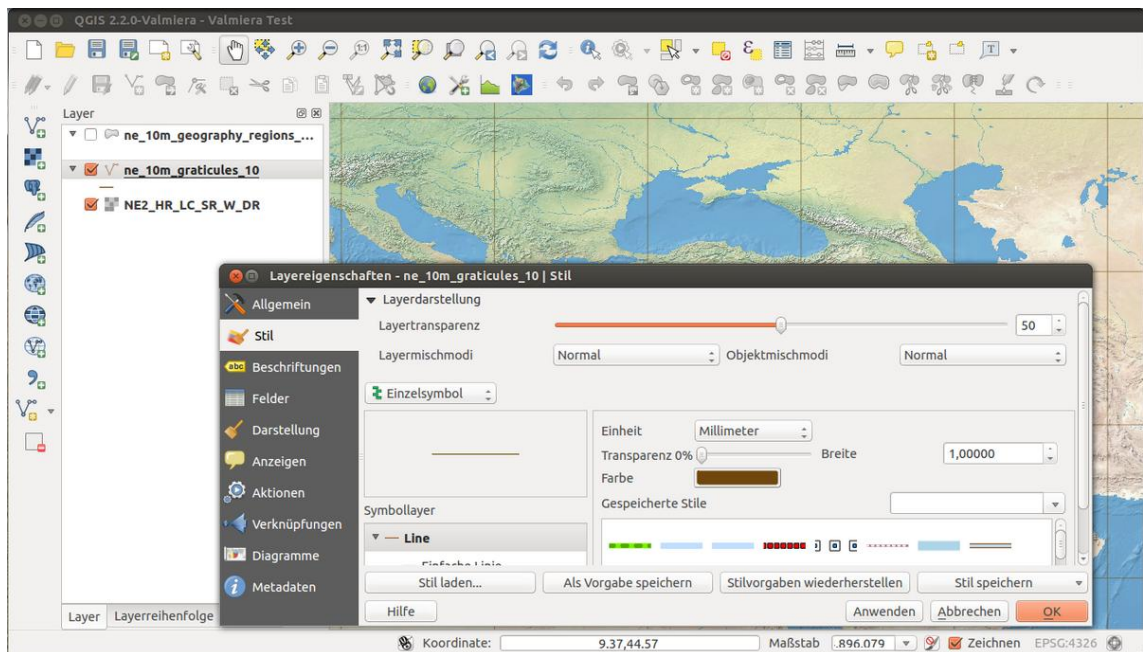 QGIS 2.2.0-Valmiera - Valmiera Test
Layer
ne_10m_geography_regions_...
ne_10m_graticules_10
NE2_HR_LC_SR_W_DR
Layereigenschaften - ne_10m_graticules_10 | Stil
Allgemein
Stil
abc Beschriftungen
Felder
Darstellung
Anzeigen
Aktionen
Verknüpfungen
Diagramme
Metadaten
Layerdarstellung
Layertransparenz 50
Layermischmodi Normal Objektmischmodi Normal
Einzelsymbol
Einheit Millimeter
Transparenz 0% Breite 1,00000
Farbe
Gespeicherte Stile
Symbollayer
Line
Einfache Linie
Stil laden... Als Vorgabe speichern Stilvorgaben wiederherstellen Stil speichern
Hilfe Anwenden Abbrechen OK
Layer Layerreihenfolge
Koordinate: 9.37,44.57 Maßstab .896.079 Zeichnen EPSG:4326